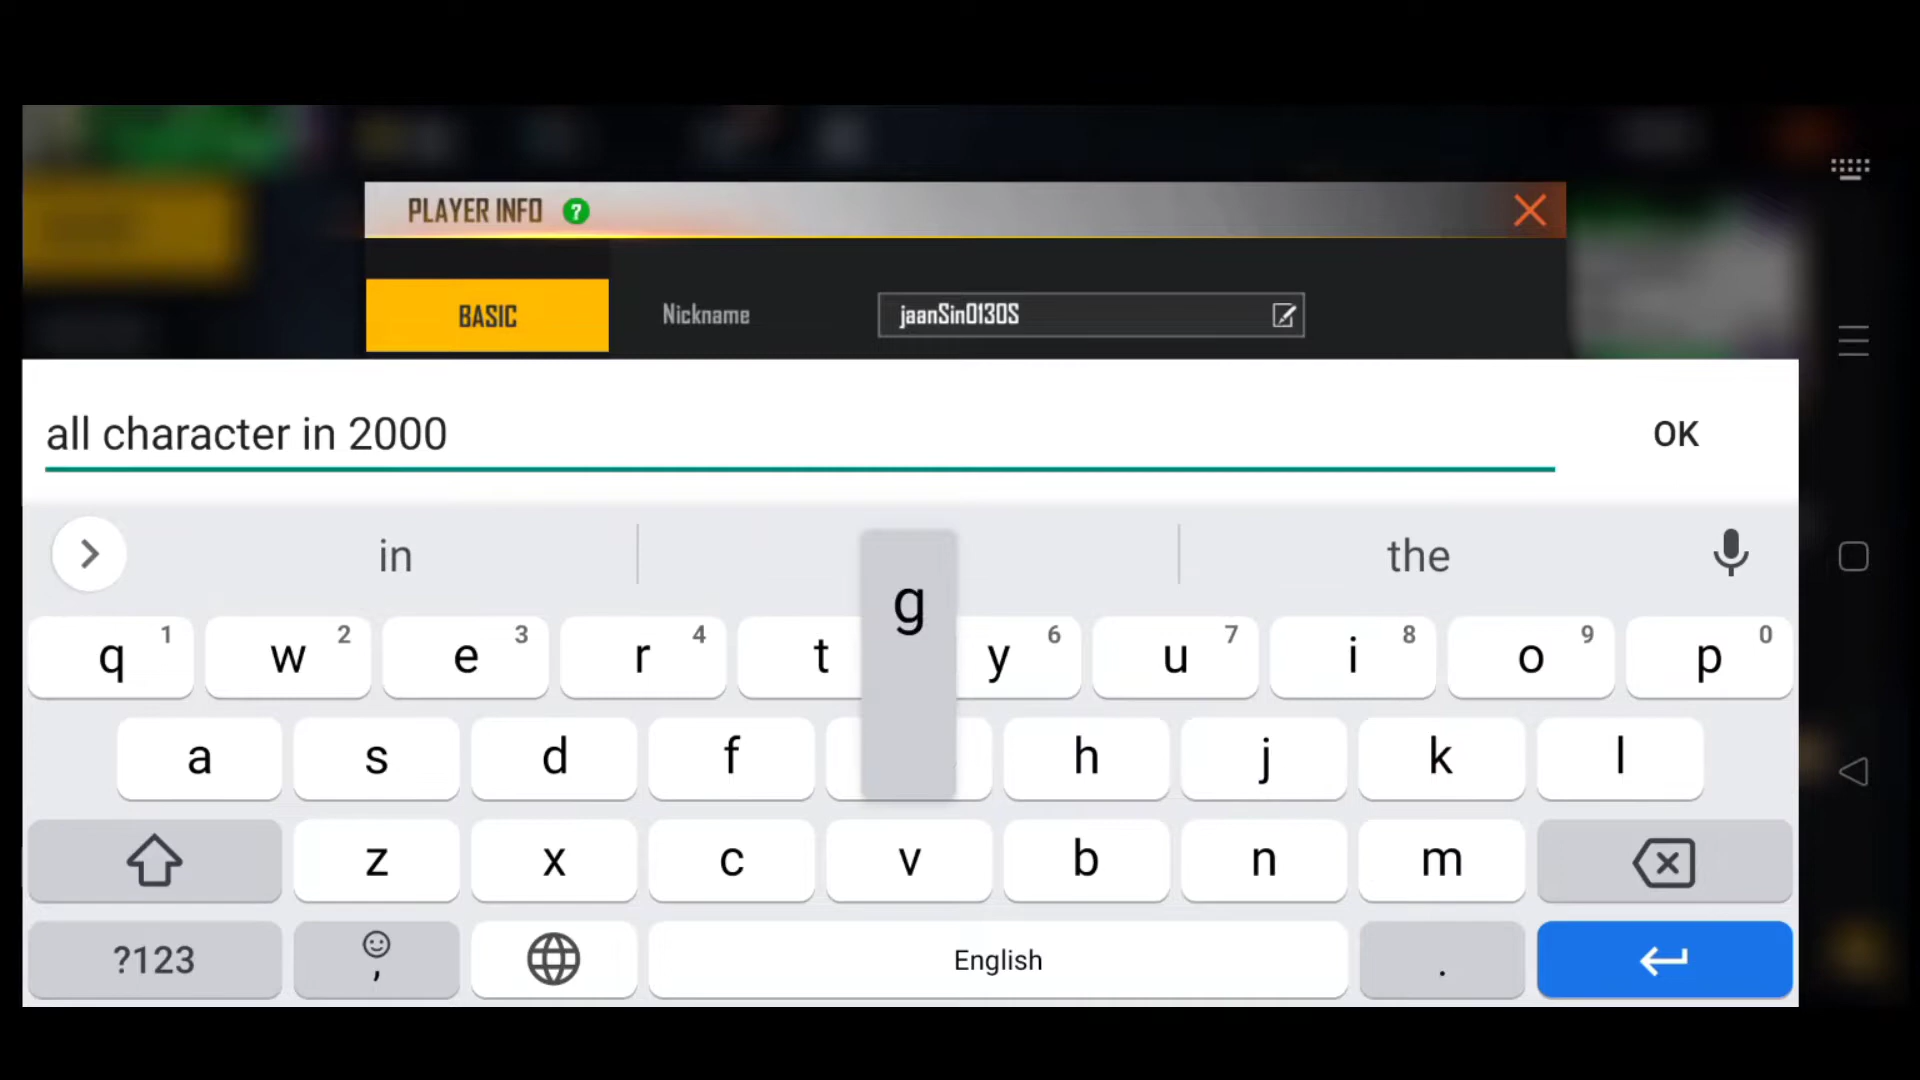 PLAYER INFO ?
BASIC
Nickname
jaanSin0130S
all character in 2000
OK
in
the
q 1 w 2 e 3 r 4 t y 6 u 7 i 8 o 9 p 0
g
a s d f h j k l
z x c v b n m
?123 , English .